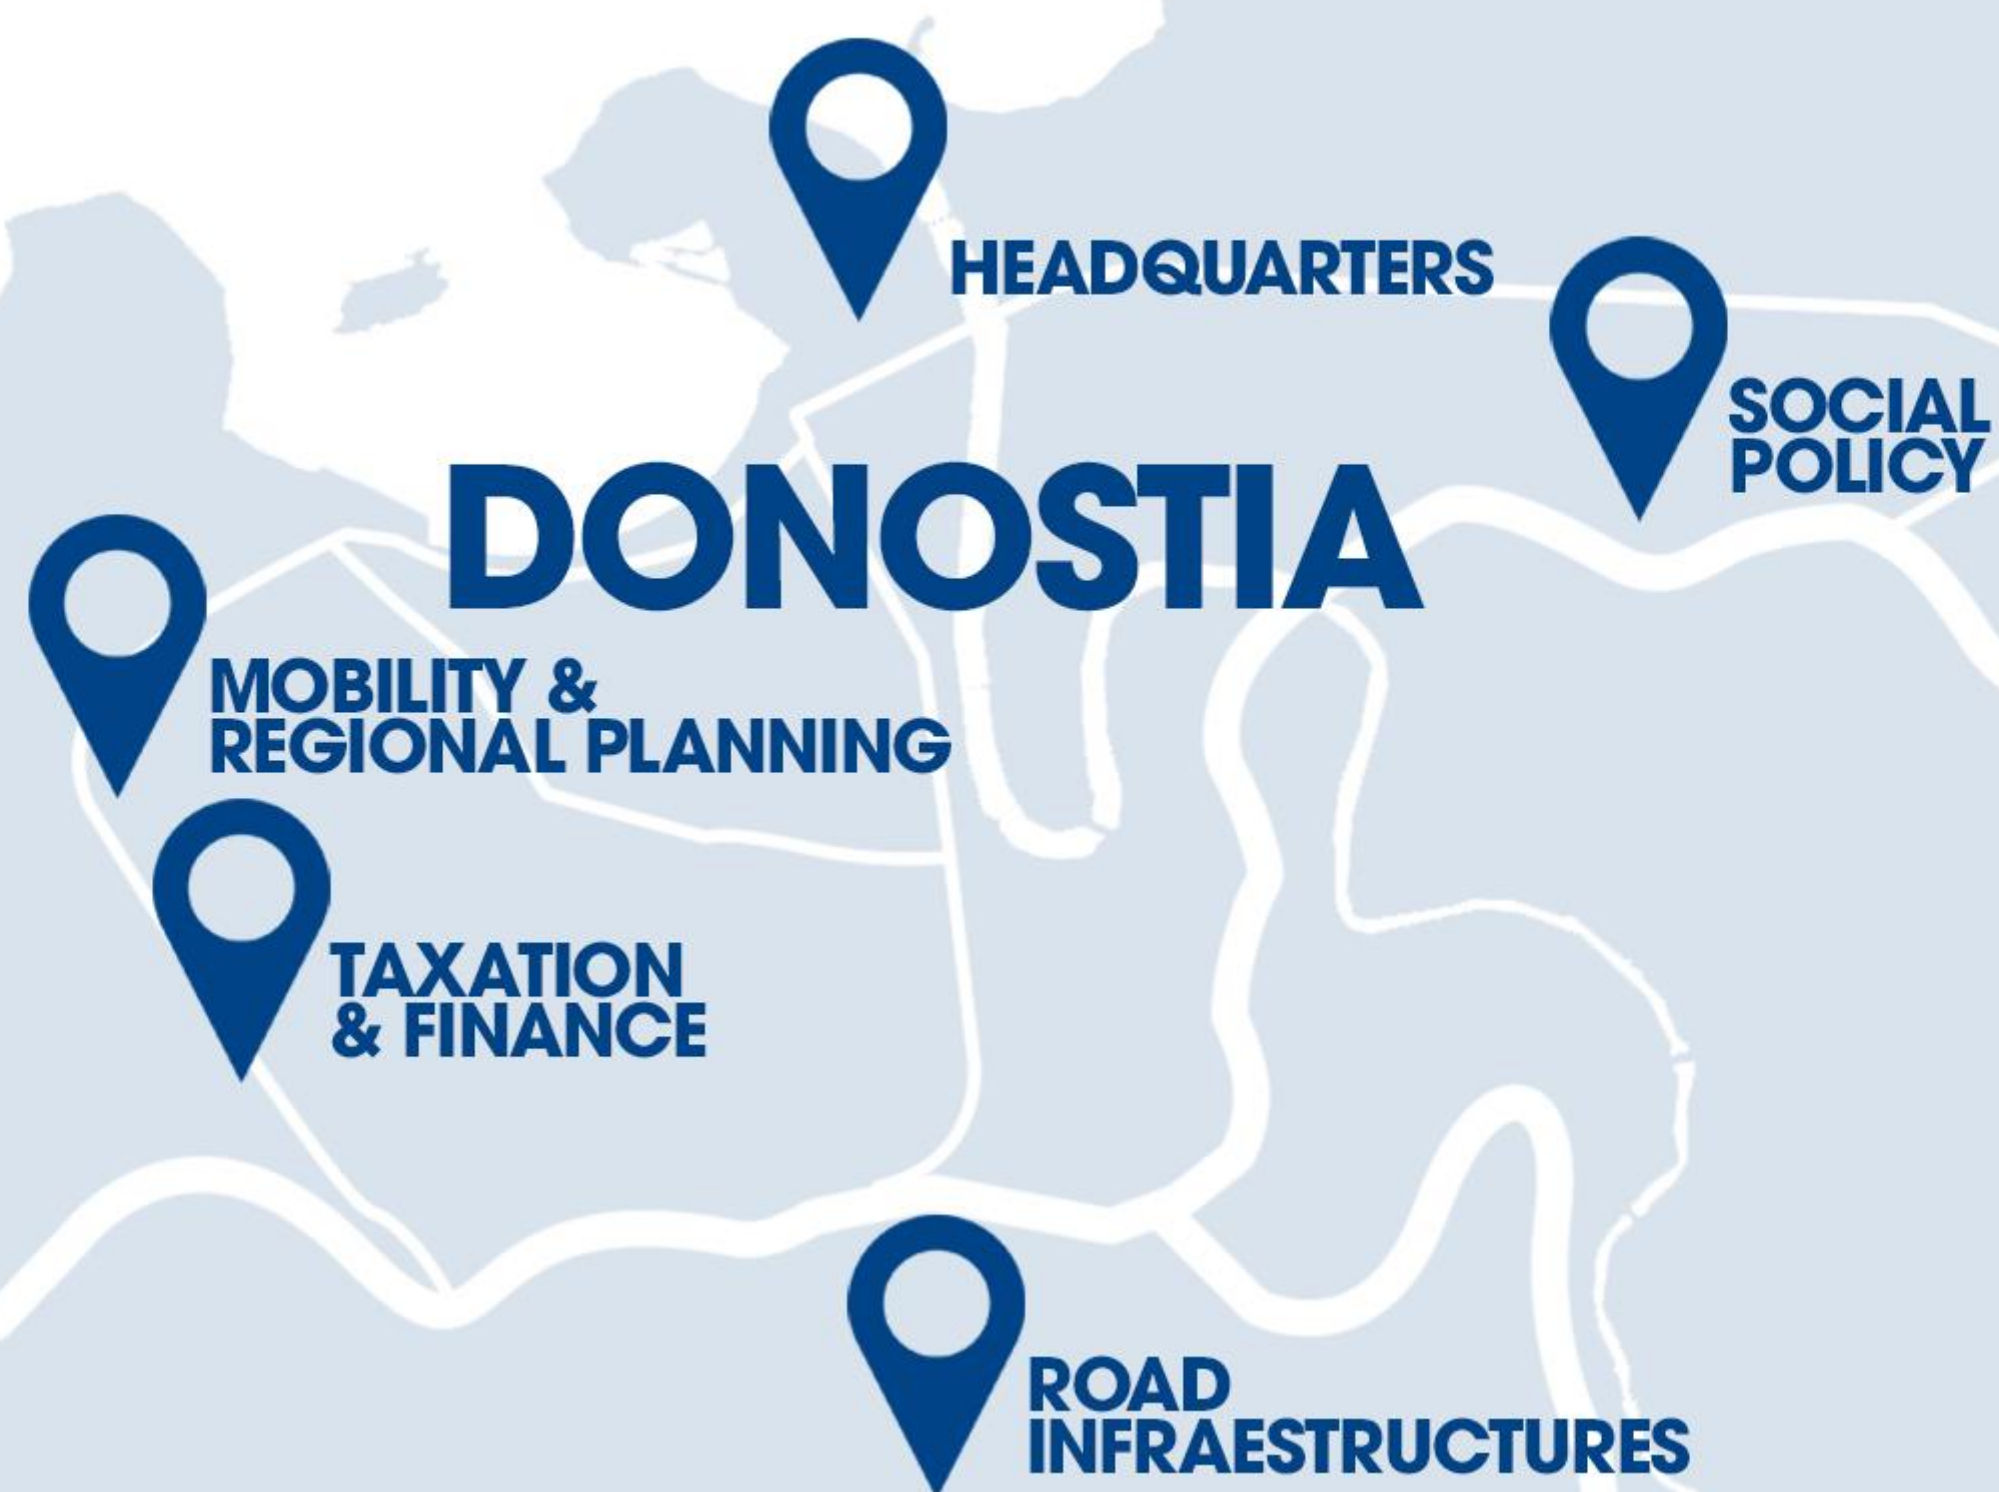 HEADQUARTERS
SOCIAL
POLICY
DONOSTIA
MOBILITY &
REGIONAL PLANNING
TAXATION
& FINANCE
ROAD
INFRAESTRUCTURES